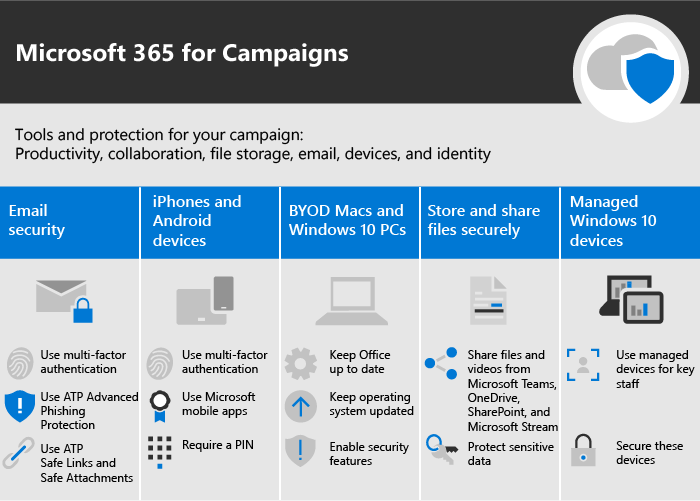 Microsoft 365 for Campaigns
Tools and protection for your campaign:
Productivity, collaboration, file storage, email, devices, and identity
Email
security
Use multi-factor
authentication
Use ATP Advanced
Phishing
Protection
Use ATP
Safe Links and
Safe Attachments
iPhones and
Android
devices
Use multi-factor
authentication
Use Microsoft
mobile apps
Require a PIN
BYOD Macs and
Windows 10 PCs
Keep Office
up to date
Keep operating
system updated
Enable security
features
Store and share
files securely
Share files and
videos from
Microsoft Teams,
OneDrive,
SharePoint, and
Microsoft Stream
Protect sensitive
data
Managed
Windows 10
devices
Use managed
devices for key
staff
Secure these
devices